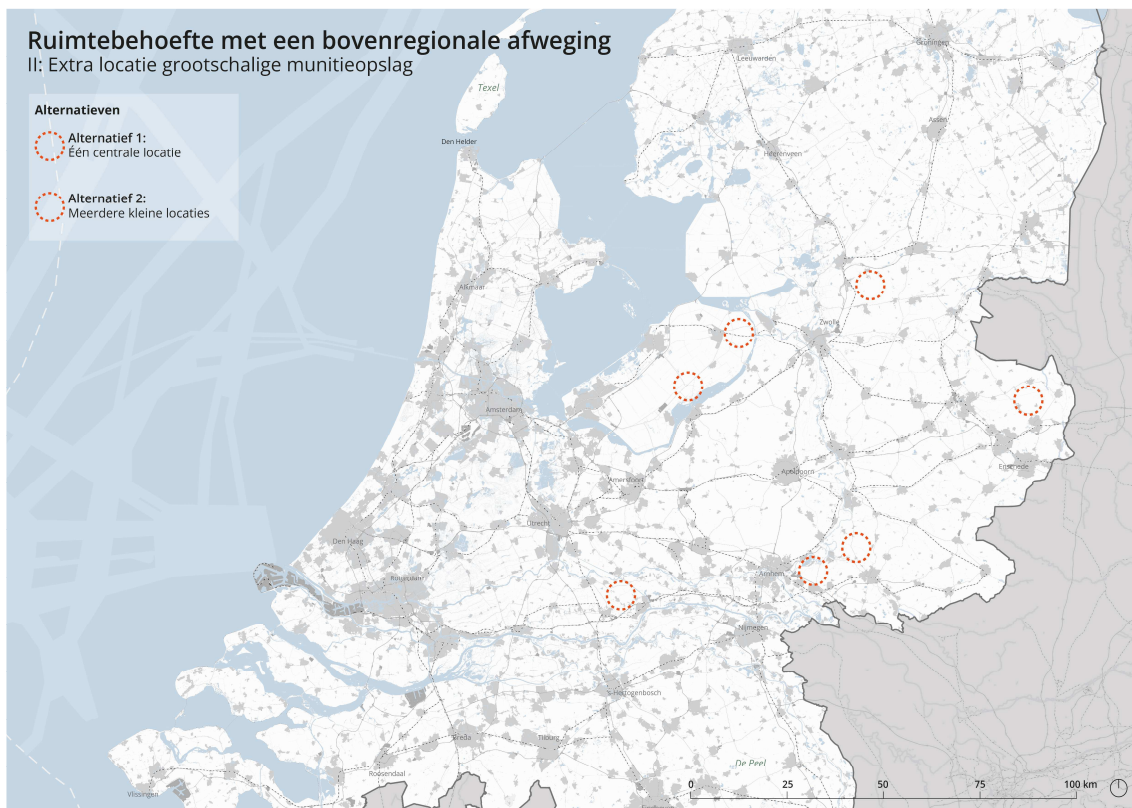 Ruimtebehoefte met een bovenregionale afweging
II: Extra locatie grootschalige munitieopslag
Alternatieven
Alternatief 1:
Één centrale locatie
Alternatief 2:
Meerdere kleine locaties
Groningen
Leeuwarden
Texel
Assen
Den Helder
Heerenveen
Alkmaar
Zwolle
Amsterdam
Enschede
Apeldoorn
Amersfoort
Utrecht
Den Haag
Arnhem
Rotterdam
Nijmegen
's-Hertogenbosch
Breda
Tilburg
De Peel
Roosendaal
0 25 50 75 100 km
Vlissingen
Eindhoven